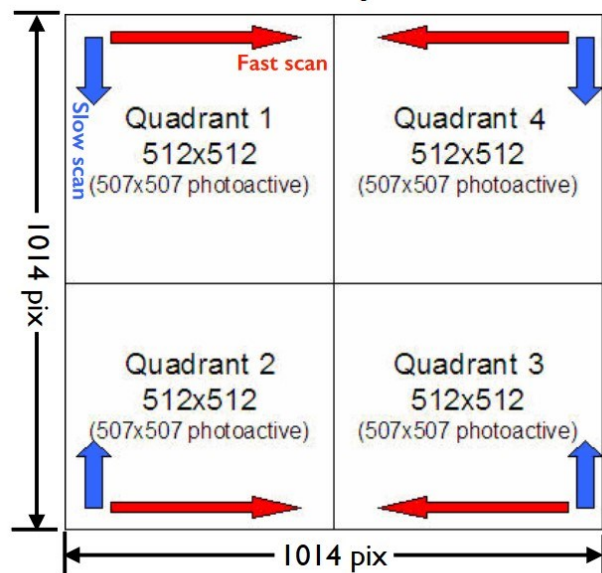 Fast scan
Slow scan
Quadrant 1
512x512
(507x507 photoactive)
Quadrant 4
512x512
(507x507 photoactive)
1014 pix
Quadrant 2
512x512
(507x507 photoactive)
Quadrant 3
512x512
(507x507 photoactive)
1014 pix